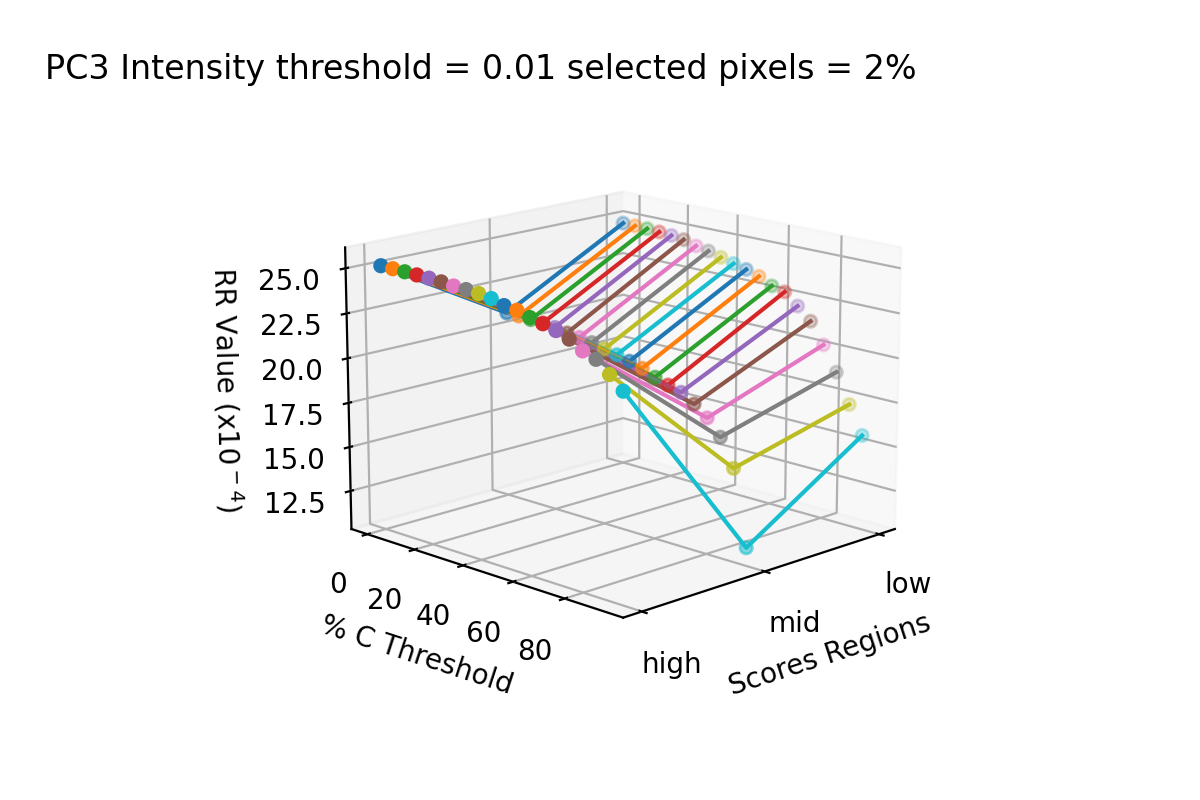 PC3 Intensity threshold = 0.01 selected pixels = 2%
RR Value (x10⁻⁴)
25.0
22.5
20.0
17.5
15.0
12.5
0
20
40
60
80
% C Threshold
high
mid
low
Scores Regions